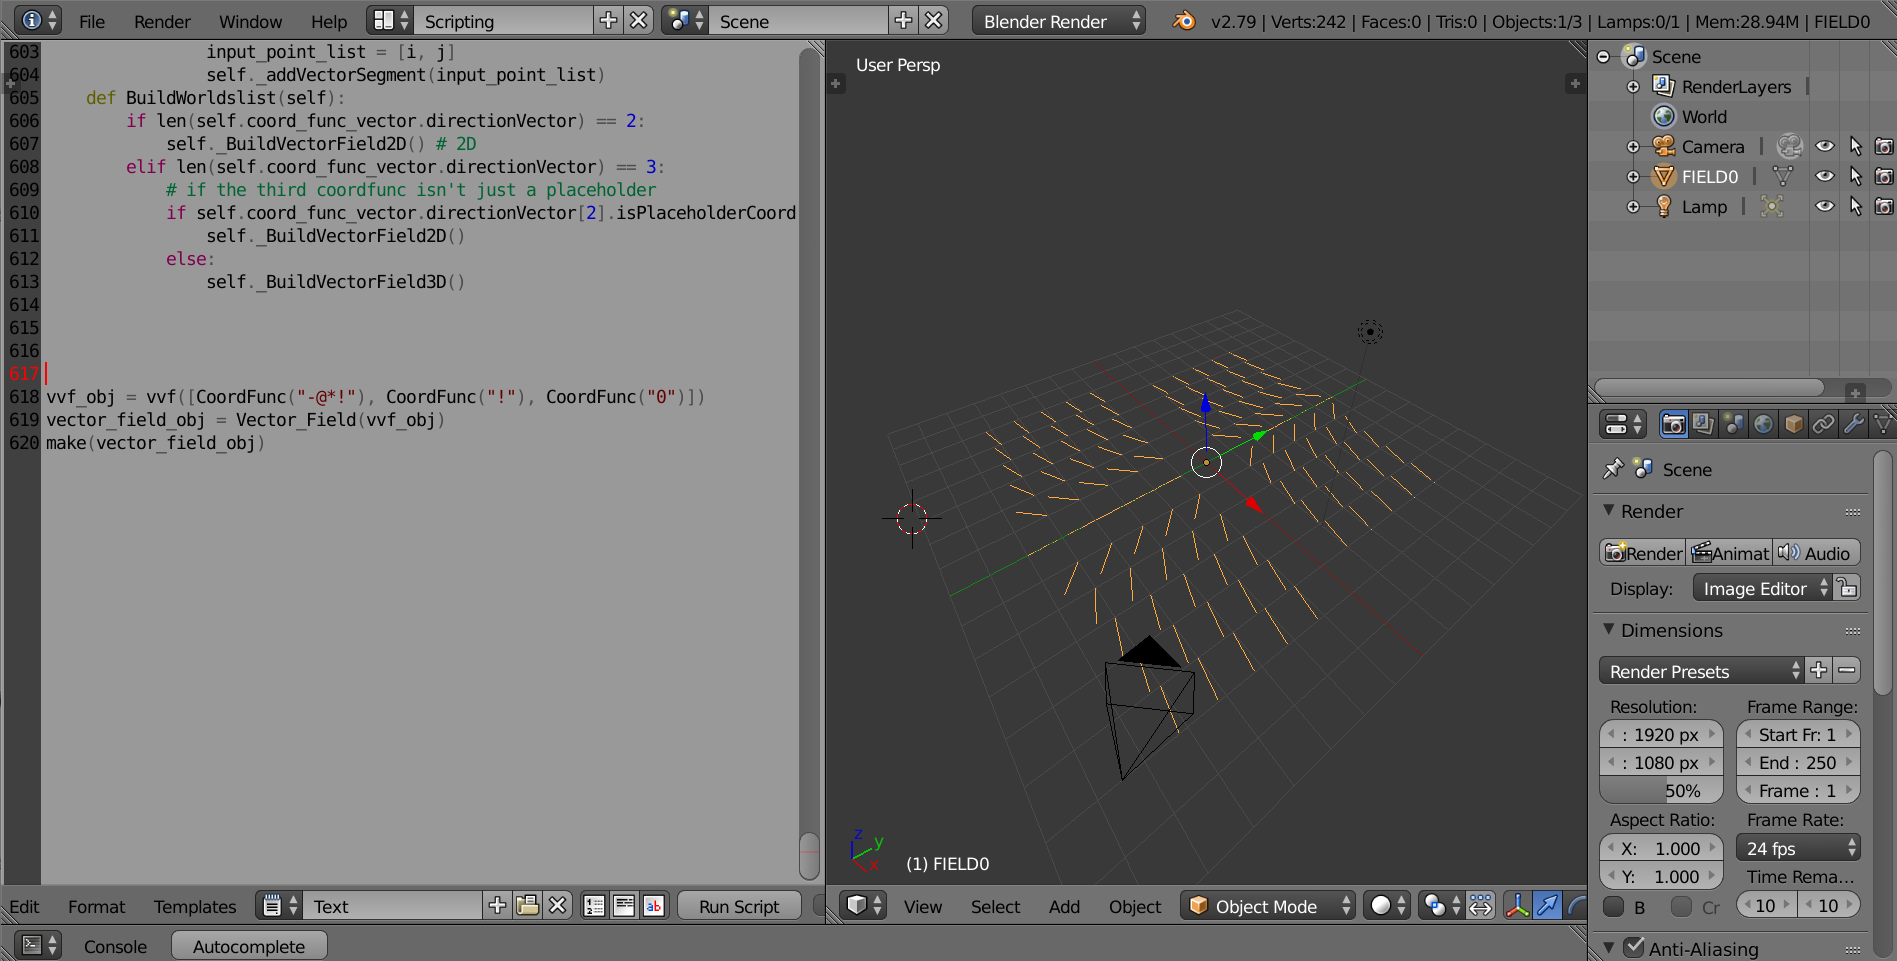 File Render Window Help Scripting Scene Blender Render v2.79 | Verts:242 | Faces:0 | Tris:0 | Objects:1/3 | Lamps:0/1 | Mem:28.94M | FIELD0
603 input_point_list = [i, j]
604 self._addVectorSegment(input_point_list)
605 def BuildWorldslist(self):
606 if len(self.coord_func_vector.directionVector) == 2:
607 self._BuildVectorField2D() # 2D
608 elif len(self.coord_func_vector.directionVector) == 3:
609 # if the third coordfunc isn't just a placeholder
610 if self.coord_func_vector.directionVector[2].isPlaceholderCoord
611 self._BuildVectorField2D()
612 else:
613 self._BuildVectorField3D()
614
615
616
617
618 vvf_obj = vvf([CoordFunc("-@*!"), CoordFunc("!"), CoordFunc("0")])
619 vector_field_obj = Vector_Field(vvf_obj)
620 make(vector_field_obj)
Edit Format Templates Text Run Script
Console Autocomplete
User Persp
z
y
x
(1) FIELD0
View Select Add Object Object Mode
Scene
RenderLayers
World
Camera
FIELD0
Lamp
Scene
Render
Render Animat Audio
Display: Image Editor
Dimensions
Render Presets
Resolution: Frame Range:
: 1920 px Start Fr: 1
: 1080 px End : 250
50% Frame : 1
Aspect Ratio: Frame Rate:
X: 1.000 24 fps
Y: 1.000 Time Rema...
B Cr 10 10
Anti-Aliasing